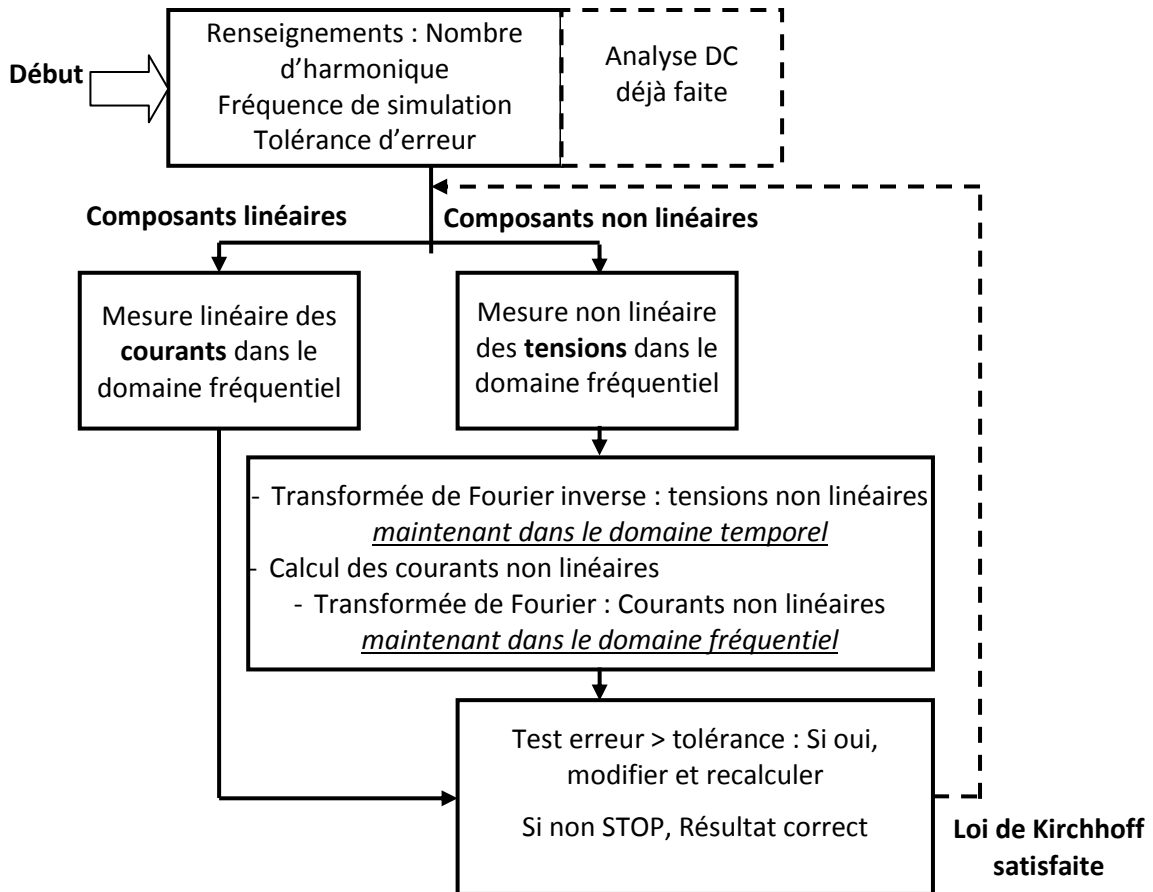 Début
Renseignements : Nombre
d’harmonique
Fréquence de simulation
Tolérance d’erreur
Analyse DC
déjà faite
Composants linéaires
Composants non linéaires
Mesure linéaire des
courants dans le
domaine fréquentiel
Mesure non linéaire
des tensions dans le
domaine fréquentiel
- Transformée de Fourier inverse : tensions non linéaires
maintenant dans le domaine temporel
- Calcul des courants non linéaires
- Transformée de Fourier : Courants non linéaires
maintenant dans le domaine fréquentiel
Test erreur > tolérance : Si oui,
modifier et recalculer
Si non STOP, Résultat correct
Loi de Kirchhoff
satisfaite